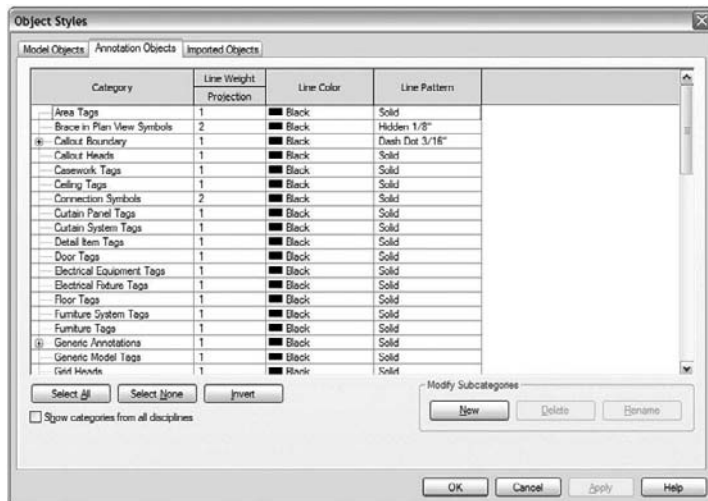 Object Styles
Model Objects Annotation Objects Imported Objects
Category Line Weight Line Color Line Pattern
Projection
Area Tags 1 Black Solid
Brace in Plan View Symbols 2 Black Hidden 1/8"
Callout Boundary 1 Black Dash Dot 3/16"
Callout Heads 1 Black Solid
Casework Tags 1 Black Solid
Ceiling Tags 1 Black Solid
Connection Symbols 2 Black Solid
Curtain Panel Tags 1 Black Solid
Curtain System Tags 1 Black Solid
Detail Item Tags 1 Black Solid
Door Tags 1 Black Solid
Electrical Equipment Tags 1 Black Solid
Electrical Fixture Tags 1 Black Solid
Floor Tags 1 Black Solid
Furniture System Tags 1 Black Solid
Furniture Tags 1 Black Solid
Generic Annotations 1 Black Solid
Generic Model Tags 1 Black Solid
Grid Heads 1 Black Solid
Select All Select None Invert
Show categories from all disciplines
Modify Subcategories
New Delete Rename
OK Cancel Apply Help